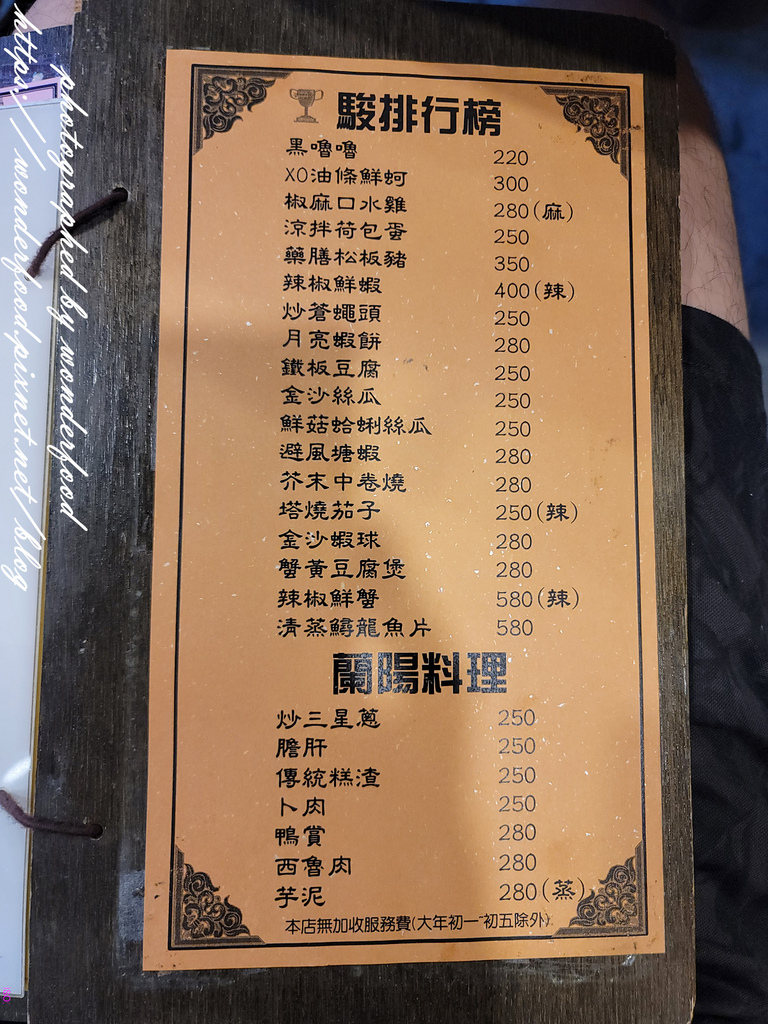 駿排行榜
黑嚕嚕 220
XO油條鮮蚵 300
椒麻口水雞 280(麻)
涼拌荷包蛋 250
藥膳松板豬 350
辣椒鮮蝦 400(辣)
炒蒼蠅頭 250
月亮蝦餅 280
鐵板豆腐 250
金沙絲瓜 250
鮮菇蛤蜊絲瓜 250
避風塘蝦 280
芥末中卷燒 280
塔燒茄子 250(辣)
金沙蝦球 280
蟹黃豆腐煲 280
辣椒鮮蟹 580(辣)
清蒸鱘龍魚片 580
蘭陽料理
炒三星蔥 250
膽肝 250
傳統糕渣 250
卜肉 250
鴨賞 280
西魯肉 280
芋泥 280(蒸)
本店無加收服務費(大年初一~初五除外)
photographed by wonderfood
https://wonderfood.pixnet.net/blog